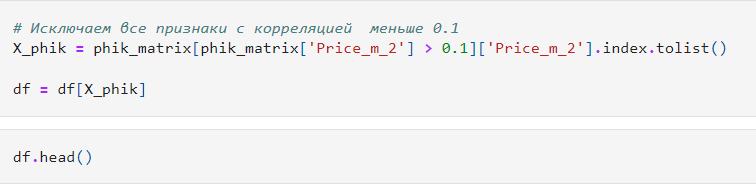 # Исключаем все признаки с корреляцией  меньше 0.1
X_phik = phik_matrix[phik_matrix['Price_m_2'] > 0.1]['Price_m_2'].index.tolist()
df = df[X_phik]
df.head()